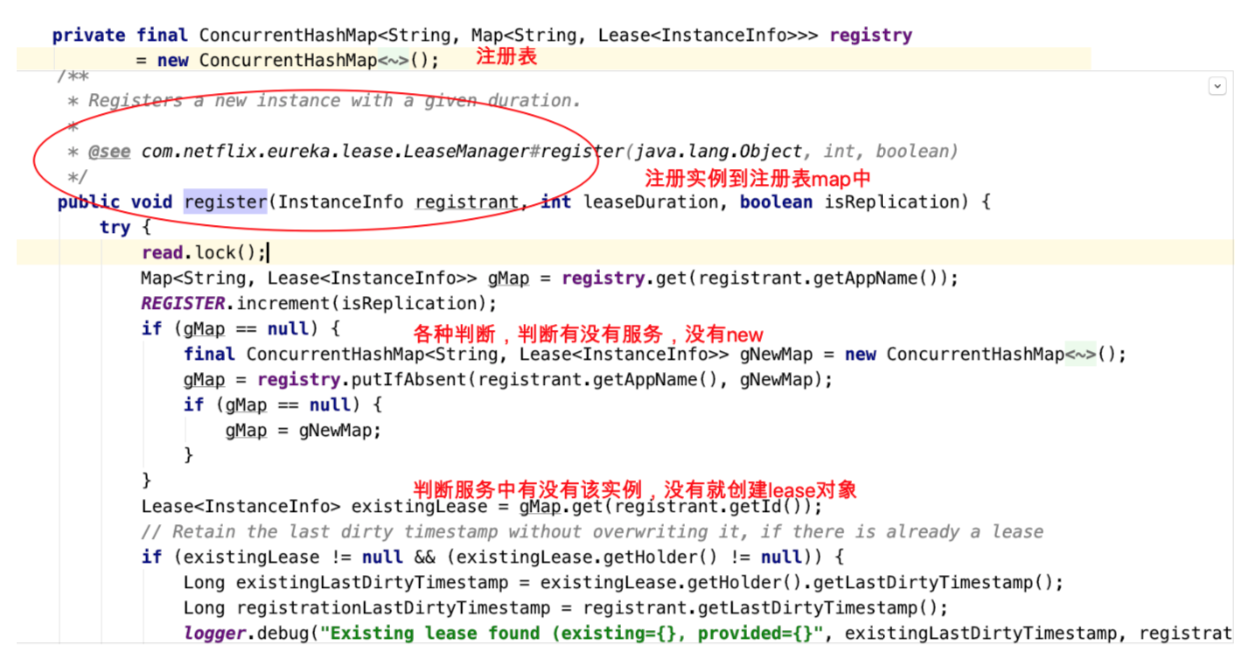 private final ConcurrentHashMap<String, Map<String, Lease<InstanceInfo>>> registry
= new ConcurrentHashMap<~>(); 注册表
/**
* Registers a new instance with a given duration.
*
* @see com.netflix.eureka.lease.LeaseManager#register(java.lang.Object, int, boolean)
*/
注册实例到注册表map中
public void register(InstanceInfo registrant, int leaseDuration, boolean isReplication) {
try {
read.lock();
Map<String, Lease<InstanceInfo>> gMap = registry.get(registrant.getAppName());
REGISTER.increment(isReplication);
if (gMap == null) {
各种判断，判断有没有服务，没有new
final ConcurrentHashMap<String, Lease<InstanceInfo>> gNewMap = new ConcurrentHashMap<~>();
gMap = registry.putIfAbsent(registrant.getAppName(), gNewMap);
if (gMap == null) {
gMap = gNewMap;
}
}
判断服务中有没有该实例，没有就创建lease对象
Lease<InstanceInfo> existingLease = gMap.get(registrant.getId());
// Retain the last dirty timestamp without overwriting it, if there is already a lease
if (existingLease != null && (existingLease.getHolder() != null)) {
Long existingLastDirtyTimestamp = existingLease.getHolder().getLastDirtyTimestamp();
Long registrationLastDirtyTimestamp = registrant.getLastDirtyTimestamp();
logger.debug("Existing lease found (existing={}, provided={}", existingLastDirtyTimestamp, registrat